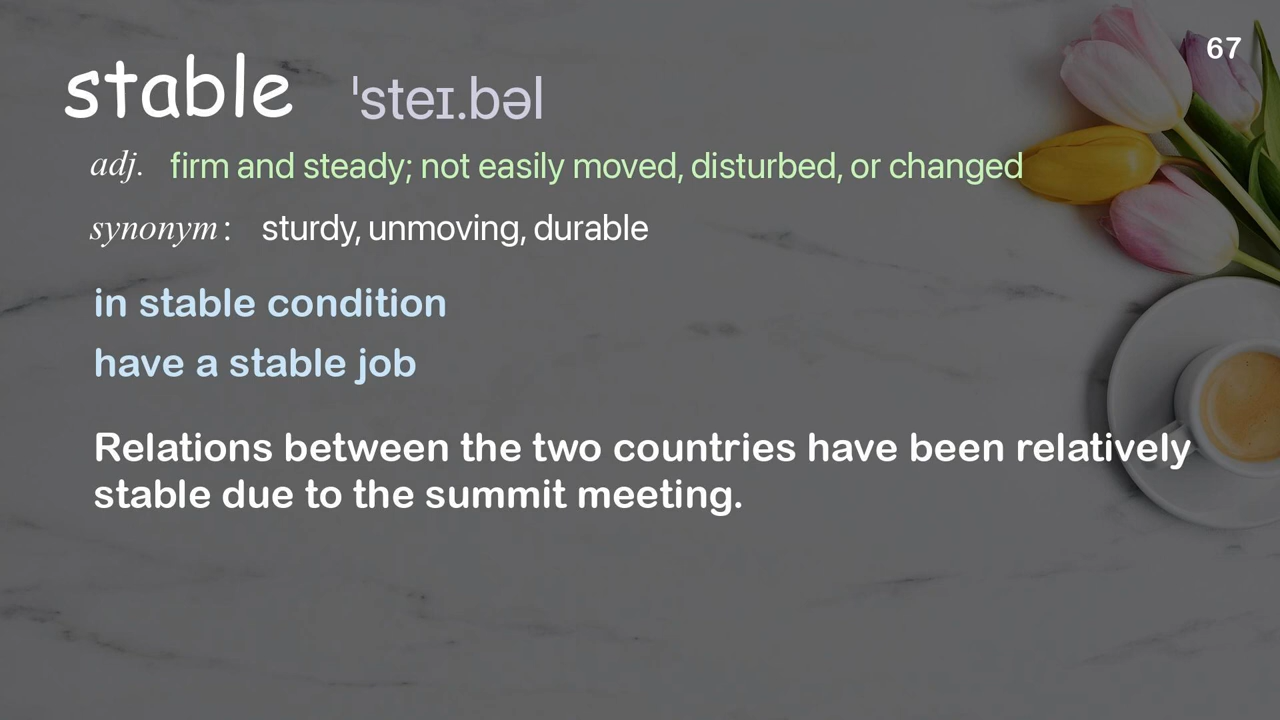 67
stable ˈsteɪ.bəl
adj. firm and steady; not easily moved, disturbed, or changed
synonym: sturdy, unmoving, durable
in stable condition
have a stable job
Relations between the two countries have been relatively
stable due to the summit meeting.